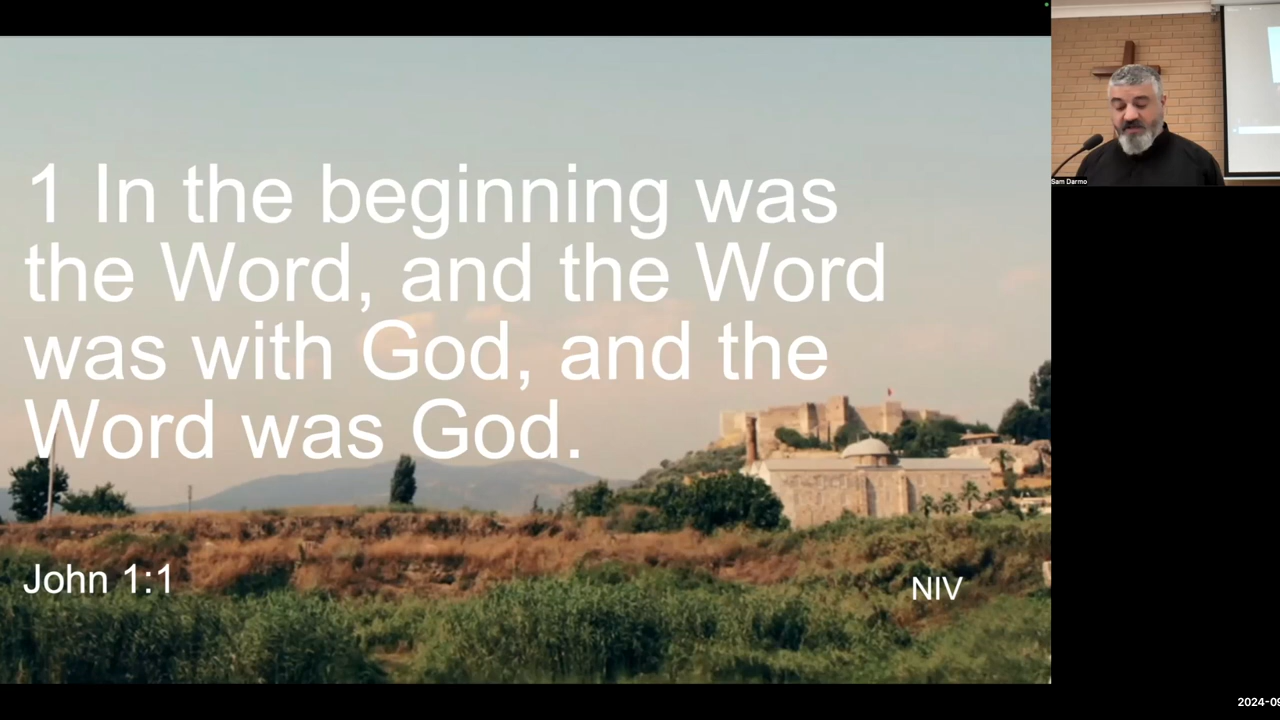 1 In the beginning was
the Word, and the Word
was with God, and the
Word was God.
John 1:1
NIV
Sam Darmo
2024-09